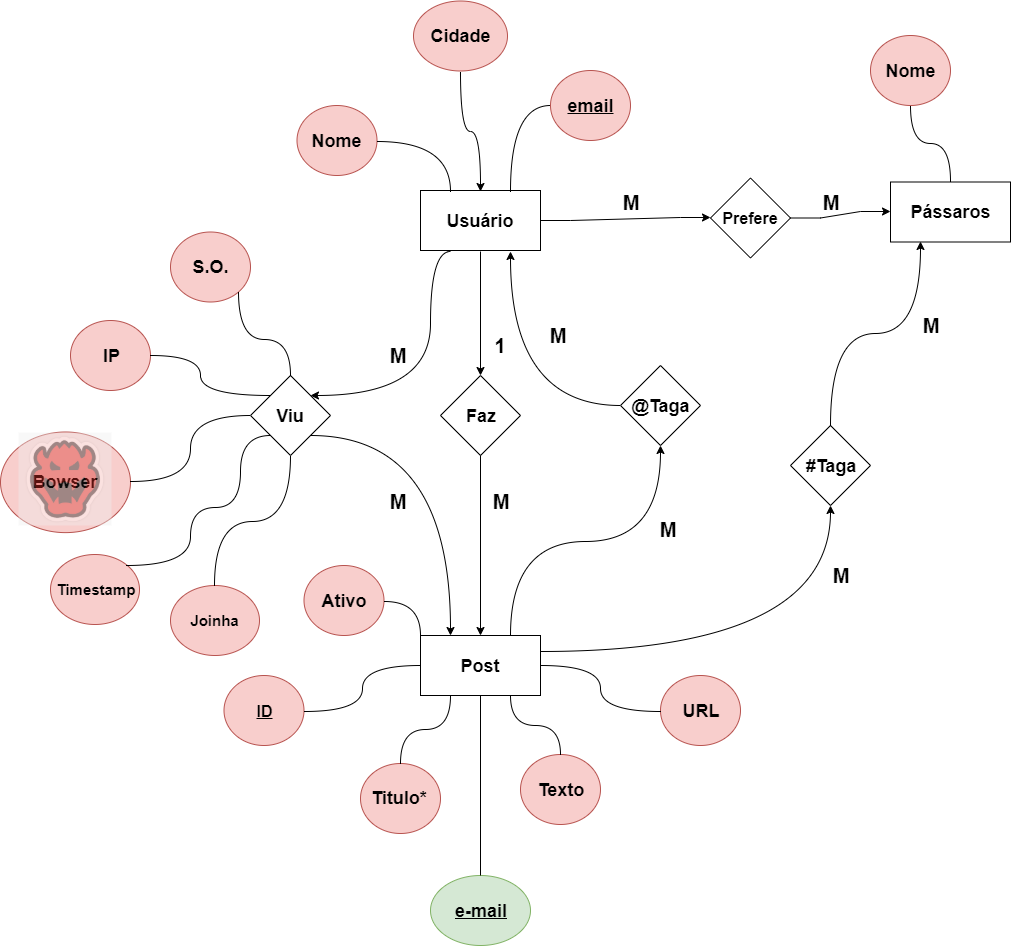 Cidade
Nome
email
Nome
Usuário
M
Prefere
M
Pássaros
S.O.
IP
M
1
M
M
Viu
Faz
@Taga
#Taga
Bowser
M
M
M
M
Timestamp
Joinha
Ativo
Post
ID
URL
Titulo*
Texto
e-mail